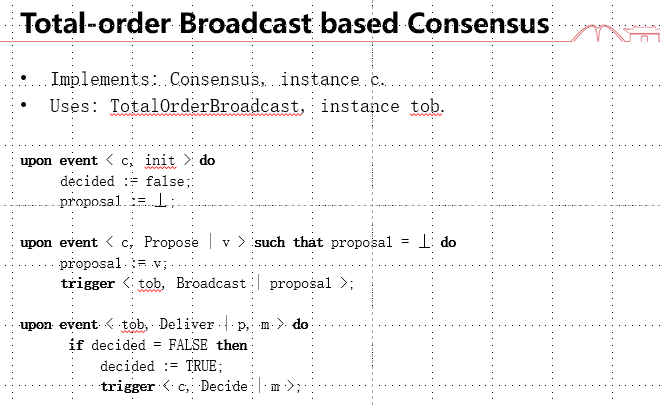 Total-order Broadcast based Consensus
• Implements: Consensus, instance c.
• Uses: TotalOrderBroadcast, instance tob.
upon event < c, init > do
decided := false;
proposal := ⊥;
upon event < c, Propose | v > such that proposal = ⊥ do
proposal := v;
trigger < tob, Broadcast | proposal >;
upon event < tob, Deliver | p, m > do
if decided = FALSE then
decided := TRUE;
trigger < c, Decide | m >;